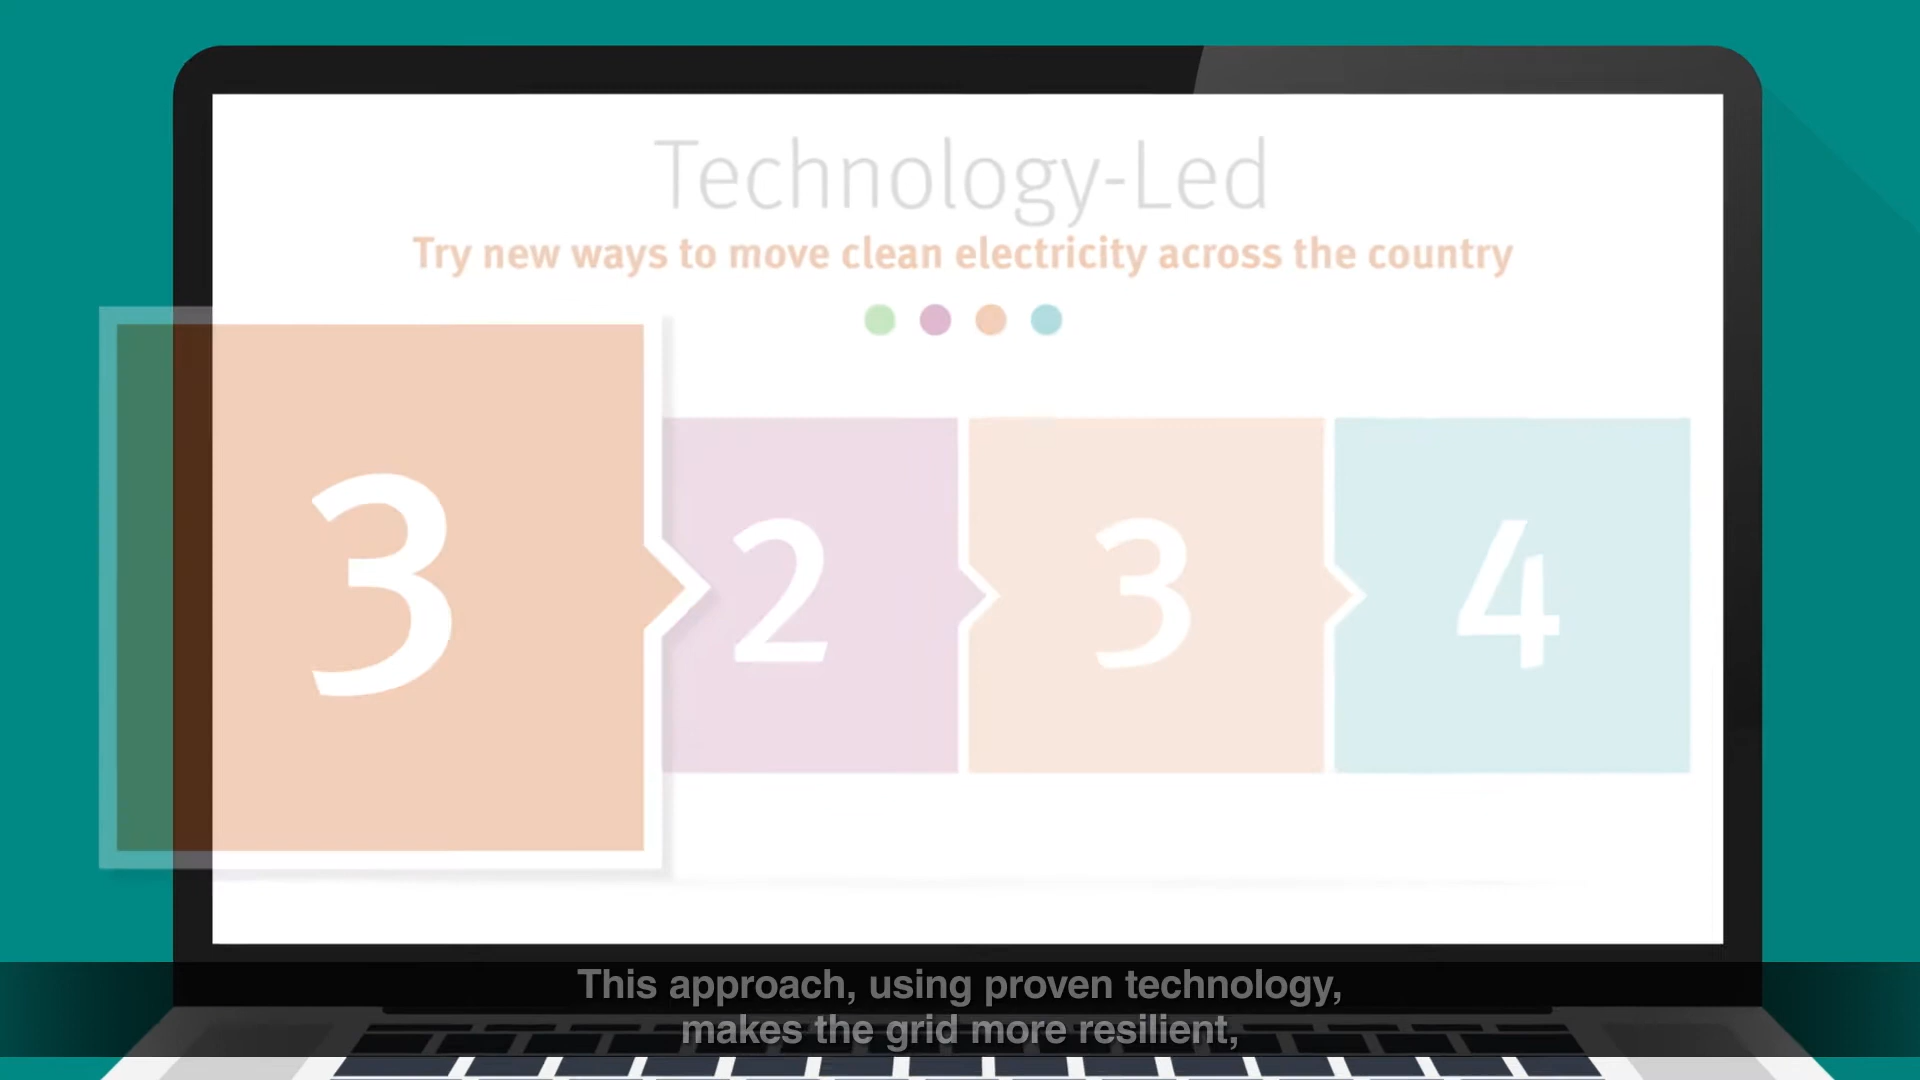 Technology-Led
Try new ways to move clean electricity across the country
3
2
3
4
This approach, using proven technology,
makes the grid more resilient,